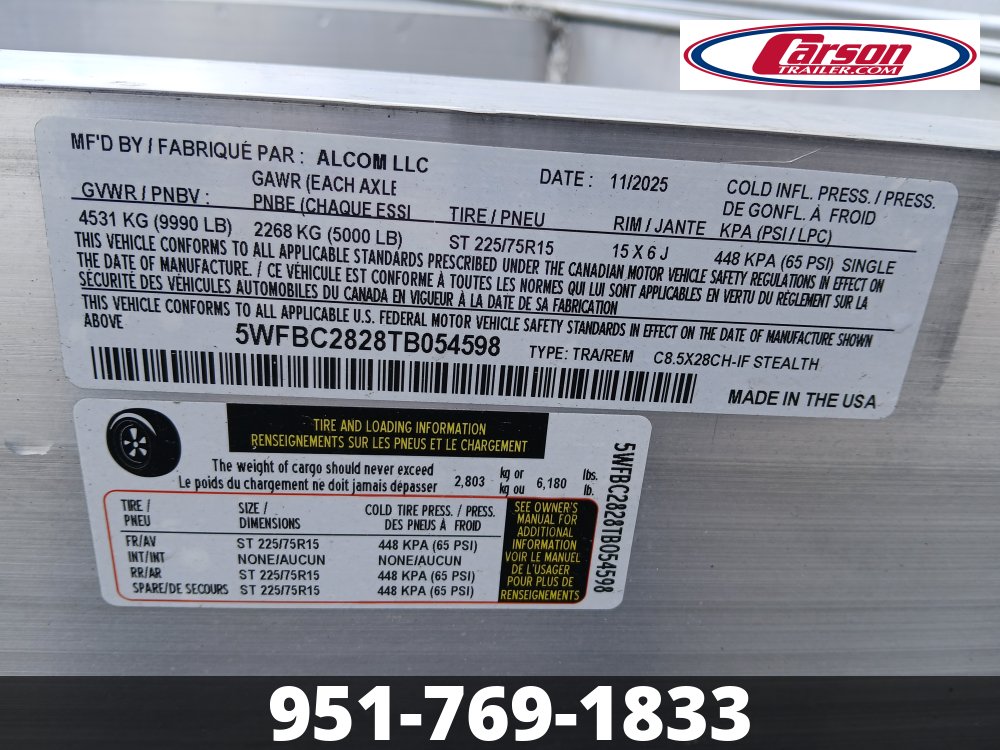 Carson
TRAILER.COM
MF'D BY / FABRIQUÉ PAR : ALCOM LLC
DATE : 11/2025
GVWR / PNBV :
GAWR (EACH AXLE
PNBE (CHAQUE ESSI
TIRE / PNEU
RIM / JANTE
COLD INFL. PRESS. / PRESS.
DE GONFL. À FROID
KPA (PSI / LPC)
4531 KG (9990 LB) 2268 KG (5000 LB) ST 225/75R15 15 X 6 J 448 KPA (65 PSI) SINGLE
THIS VEHICLE CONFORMS TO ALL APPLICABLE STANDARDS PRESCRIBED UNDER THE CANADIAN MOTOR VEHICLE SAFETY REGULATIONS IN EFFECT ON
THE DATE OF MANUFACTURE. / CE VÉHICULE EST CONFORME À TOUTES LES NORMES QUI LUI SONT APPLICABLES EN VERTU DU RÉGLEMENT SUR LA
SÉCURITÉ DES VÉHICULES AUTOMOBILES DU CANADA EN VIGUEUR À LA DATE DE SA FABRICATION
THIS VEHICLE CONFORMS TO ALL APPLICABLE U.S. FEDERAL MOTOR VEHICLE SAFETY STANDARDS IN EFFECT ON THE DATE OF MANUFACTURE SHOWN
ABOVE
5WFBC2828TB054598 TYPE: TRA/REM C8.5X28CH-IF STEALTH
MADE IN THE USA
TIRE AND LOADING INFORMATION
RENSEIGNEMENTS SUR LES PNEUS ET LE CHARGEMENT
The weight of cargo should never exceed
Le poids du chargement ne doit jamais dépasser
2,803
kg or
kg ou
6,180
lbs.
lb.
TIRE / PNEU
SIZE / DIMENSIONS
COLD TIRE PRESS. / PRESS.
DES PNEUS À FROID
FR/AV ST 225/75R15 448 KPA (65 PSI)
INT/INT NONE/AUCUN NONE/AUCUN
RR/AR ST 225/75R15 448 KPA (65 PSI)
SPARE/DE SECOURS ST 225/75R15 448 KPA (65 PSI)
SEE OWNER'S
MANUAL FOR
ADDITIONAL
INFORMATION
VOIR LE MANUEL
DE L'USAGER
POUR PLUS DE
RENSEIGNEMENTS
5WFBC2828TB054598
951-769-1833